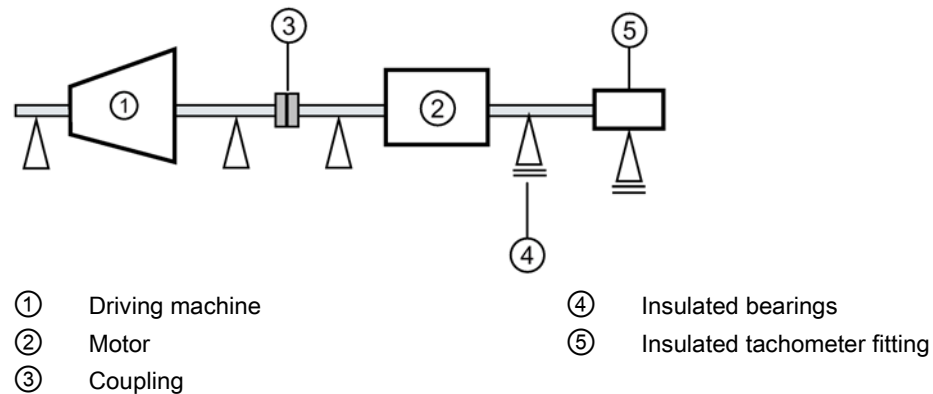 ③
⑤
①
②
④
① Driving machine
② Motor
③ Coupling
④ Insulated bearings
⑤ Insulated tachometer fitting